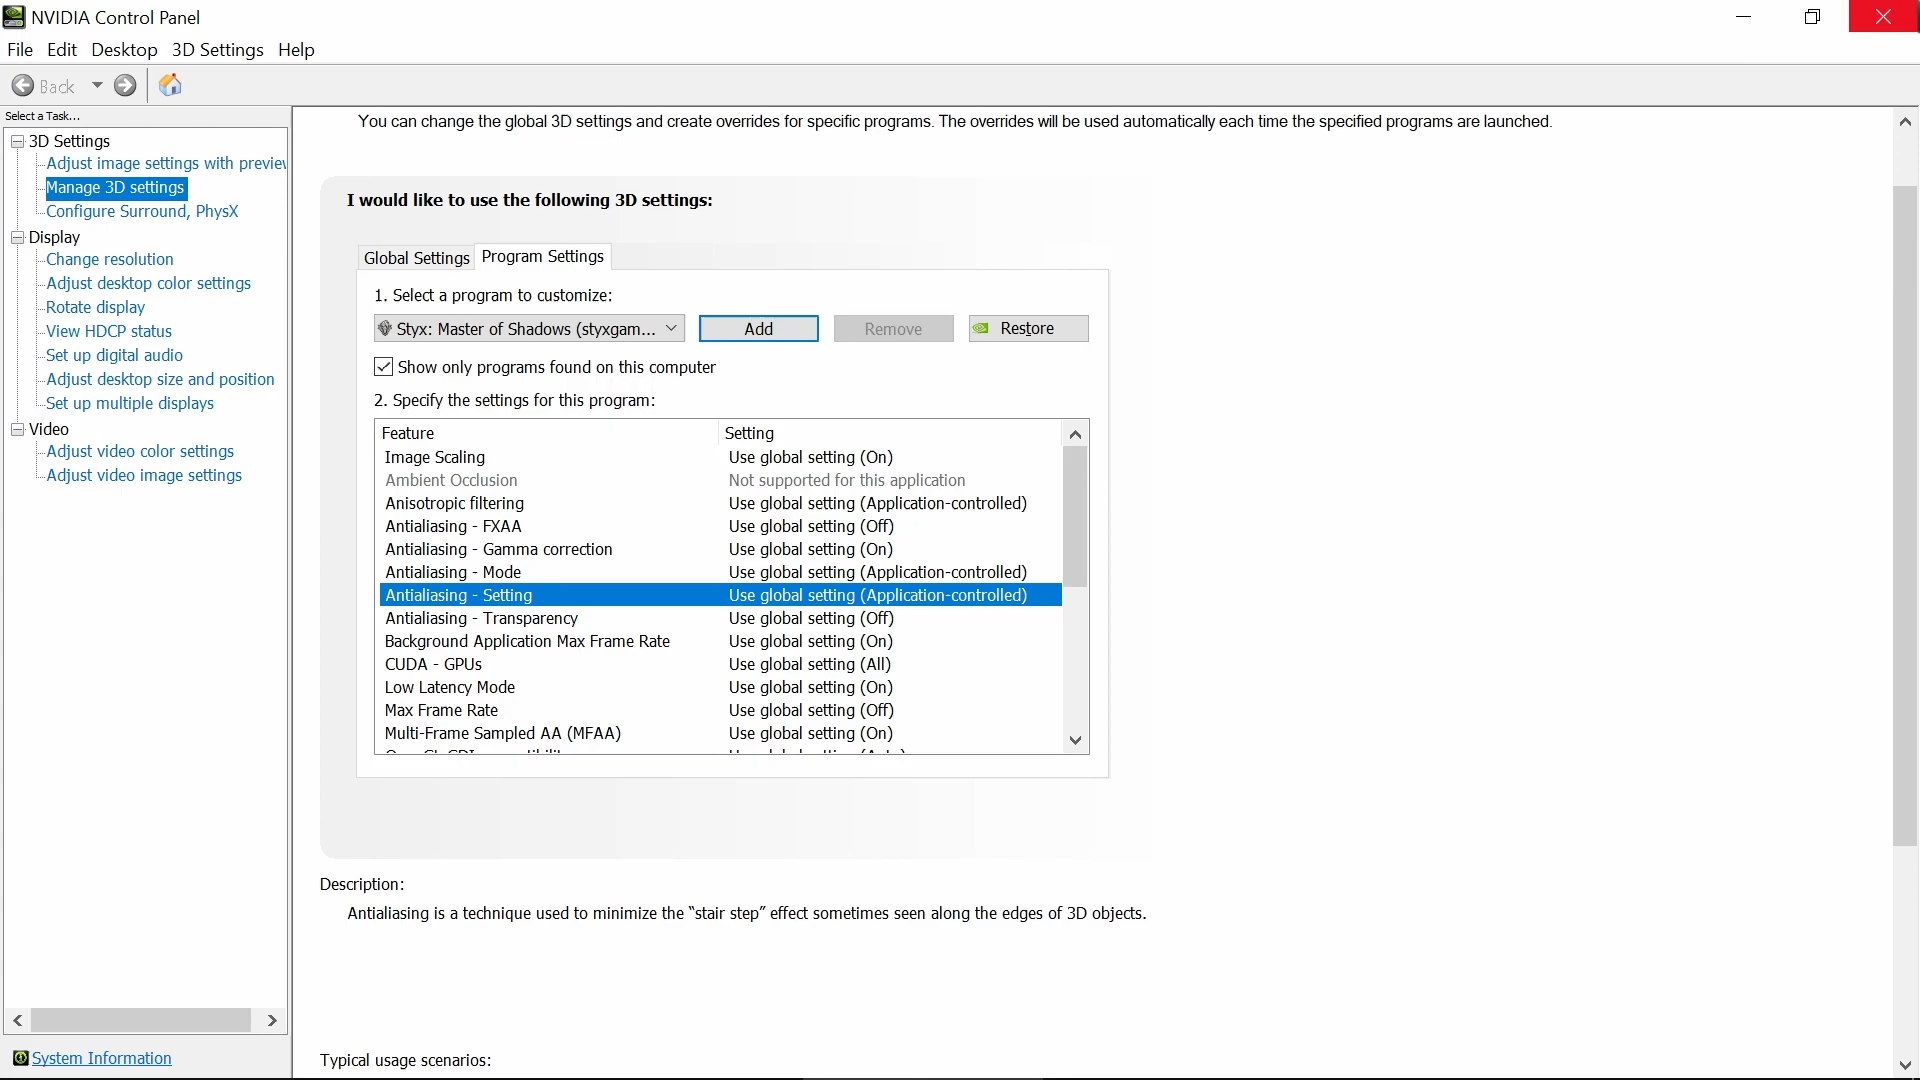 NVIDIA Control Panel
File Edit Desktop 3D Settings Help
Back
Select a Task...
3D Settings
Adjust image settings with
Manage 3D settings
Configure Surround, PhysX
Display
Change resolution
Adjust desktop color settings
Rotate display
View HDCP status
Set up digital audio
Adjust desktop size and position
Set up multiple displays
Video
Adjust video color settings
Adjust video image settings
System Information
You can change the global 3D settings and create overrides for specific programs. The overrides will be used automatically each time the specified programs are launched.
I would like to use the following 3D settings:
Global Settings Program Settings
1. Select a program to customize:
Styx: Master of Shadows (styxgam... Add Remove Restore
Show only programs found on this computer
2. Specify the settings for this program:
Feature Setting
Image Scaling Use global setting (On)
Ambient Occlusion Not supported for this application
Anisotropic filtering Use global setting (Application-controlled)
Antialiasing - FXAA Use global setting (Off)
Antialiasing - Gamma correction Use global setting (On)
Antialiasing - Mode Use global setting (Application-controlled)
Antialiasing - Setting Use global setting (Application-controlled)
Antialiasing - Transparency Use global setting (Off)
Background Application Max Frame Rate Use global setting (On)
CUDA - GPUs Use global setting (All)
Low Latency Mode Use global setting (On)
Max Frame Rate Use global setting (Off)
Multi-Frame Sampled AA (MFAA) Use global setting (On)
Description:
Antialiasing is a technique used to minimize the “stair step” effect sometimes seen along the edges of 3D objects.
Typical usage scenarios: